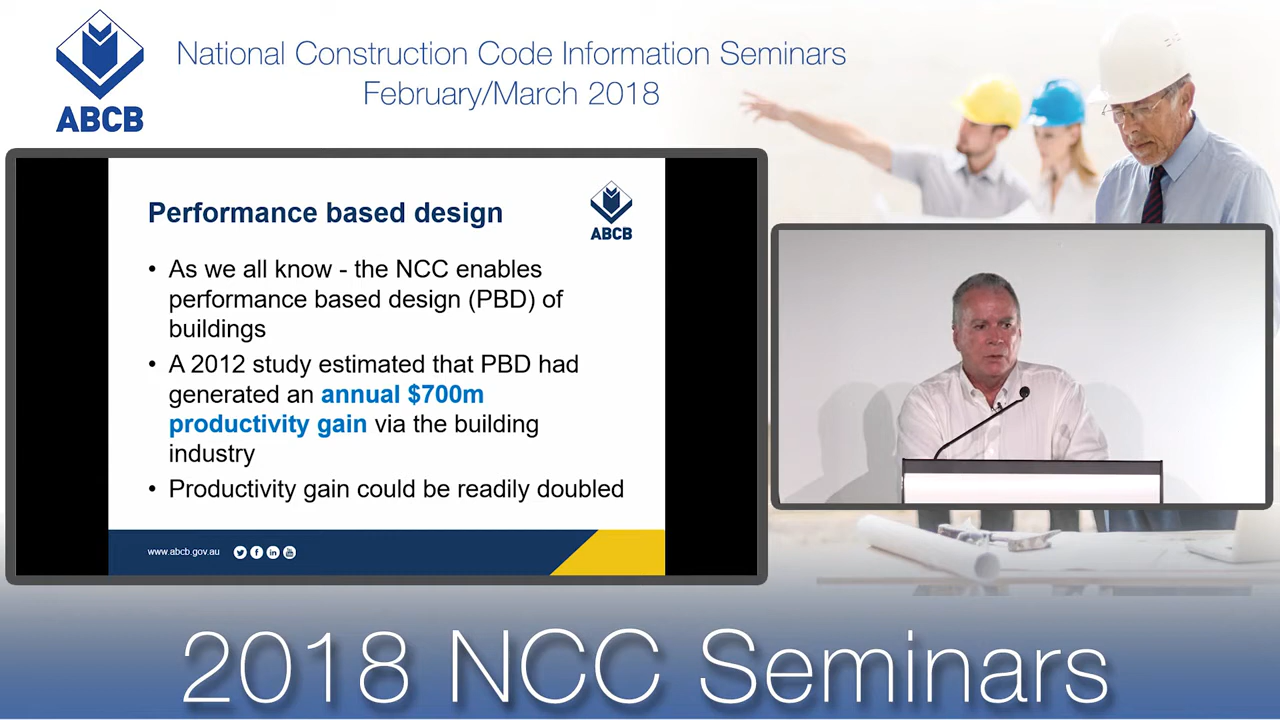 ABCB
National Construction Code Information Seminars
February/March 2018
Performance based design
ABCB
• As we all know - the NCC enables
performance based design (PBD) of
buildings
• A 2012 study estimated that PBD had
generated an annual $700m
productivity gain via the building
industry
• Productivity gain could be readily doubled
www.abcb.gov.au
2018 NCC Seminars